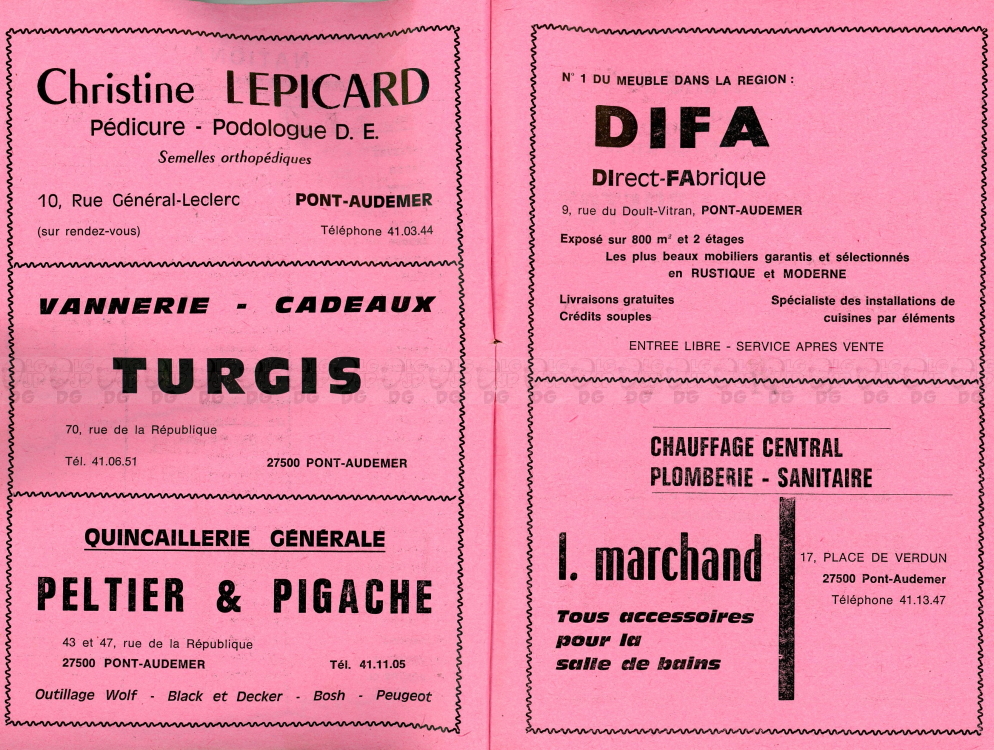 Christine LEPICARD
Pédicure - Podologue D. E.
Semelles orthopédiques
10, Rue Général-Leclerc PONT-AUDEMER
(sur rendez-vous) Téléphone 41.03.44
VANNERIE - CADEAUX
TURGIS
70, rue de la République
Tél. 41.06.51 27500 PONT-AUDEMER
QUINCAILLERIE GÉNÉRALE
PELTIER & PIGACHE
43 et 47, rue de la République
27500 PONT-AUDEMER Tél. 41.11.05
Outillage Wolf - Black et Decker - Bosh - Peugeot
N° 1 DU MEUBLE DANS LA REGION :
DIFA
DIrect-FAbrique
9, rue du Doult-Vitran, PONT-AUDEMER
Exposé sur 800 m² et 2 étages
Les plus beaux mobiliers garantis et sélectionnés
en RUSTIQUE et MODERNE
Livraisons gratuites Spécialiste des installations de
Crédits souples cuisines par éléments
ENTREE LIBRE - SERVICE APRES VENTE
CHAUFFAGE CENTRAL
PLOMBERIE - SANITAIRE
l. marchand
17, PLACE DE VERDUN
27500 Pont-Audemer
Téléphone 41.13.47
Tous accessoires
pour la
salle de bains